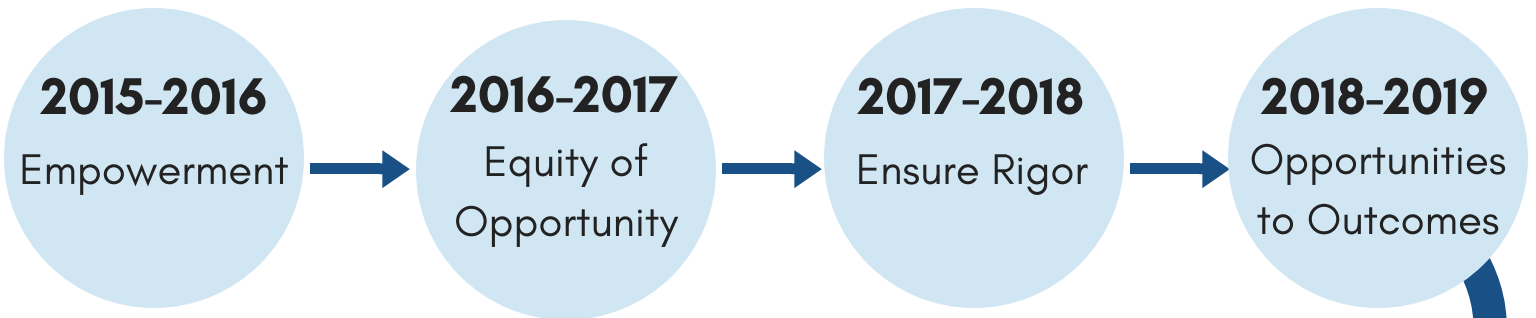 2015-2016
Empowerment
2016-2017
Equity of
Opportunity
2017-2018
Ensure Rigor
2018-2019
Opportunities
to Outcomes